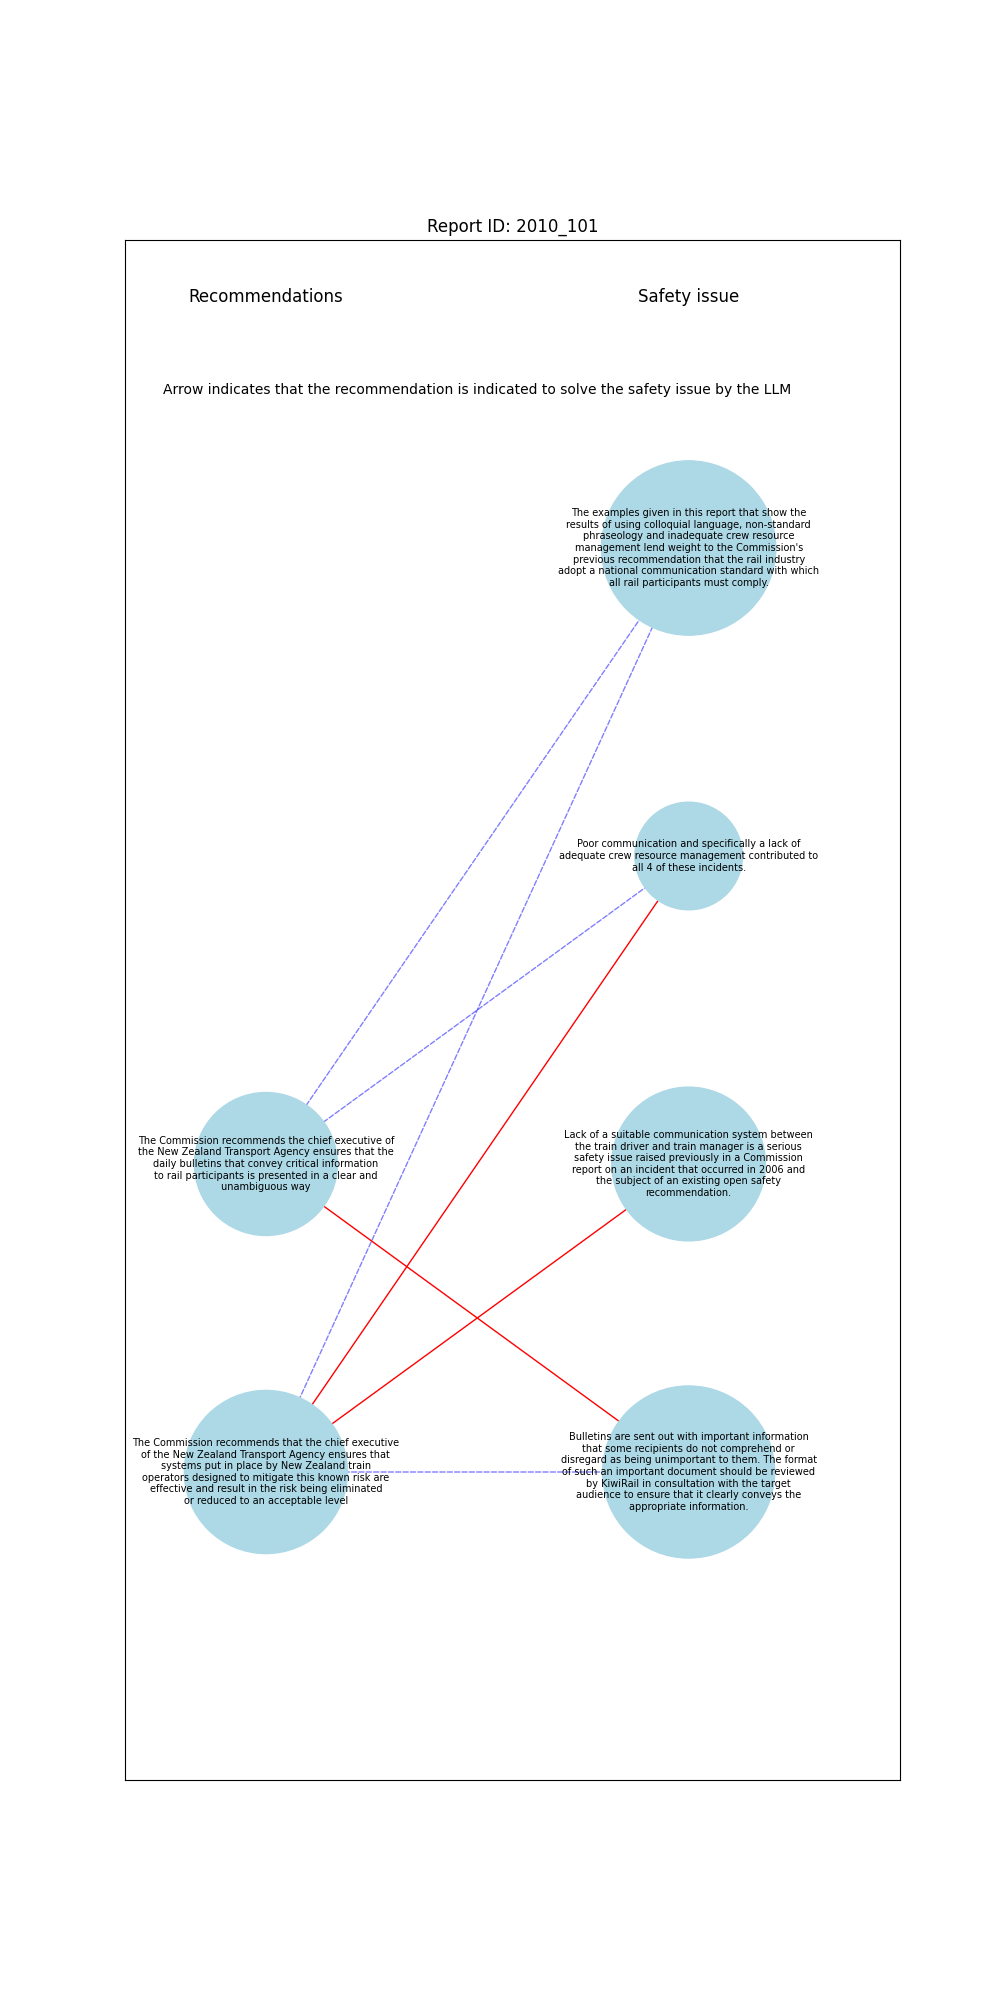 Report ID: 2010_101
Recommendations
Safety issue
Arrow indicates that the recommendation is indicated to solve the safety issue by the LLM
The examples given in this report that show the
results of using colloquial language, non-standard
phraseology and inadequate crew resource
management lend weight to the Commission's
previous recommendation that the rail industry
adopt a national communication standard with which
all rail participants must comply.
Poor communication and specifically a lack of
adequate crew resource management contributed to
all 4 of these incidents.
The Commission recommends the chief executive of
the New Zealand Transport Agency ensures that the
daily bulletins that convey critical information
to rail participants is presented in a clear and
unambiguous way
Lack of a suitable communication system between
the train driver and train manager is a serious
safety issue raised previously in a Commission
report on an incident that occurred in 2006 and
the subject of an existing open safety
recommendation.
The Commission recommends that the chief executive
of the New Zealand Transport Agency ensures that
systems put in place by New Zealand train
operators designed to mitigate this known risk are
effective and result in the risk being eliminated
or reduced to an acceptable level
Bulletins are sent out with important information
that some recipients do not comprehend or
disregard as being unimportant to them. The format
of such an important document should be reviewed
by KiwiRail in consultation with the target
audience to ensure that it clearly conveys the
appropriate information.